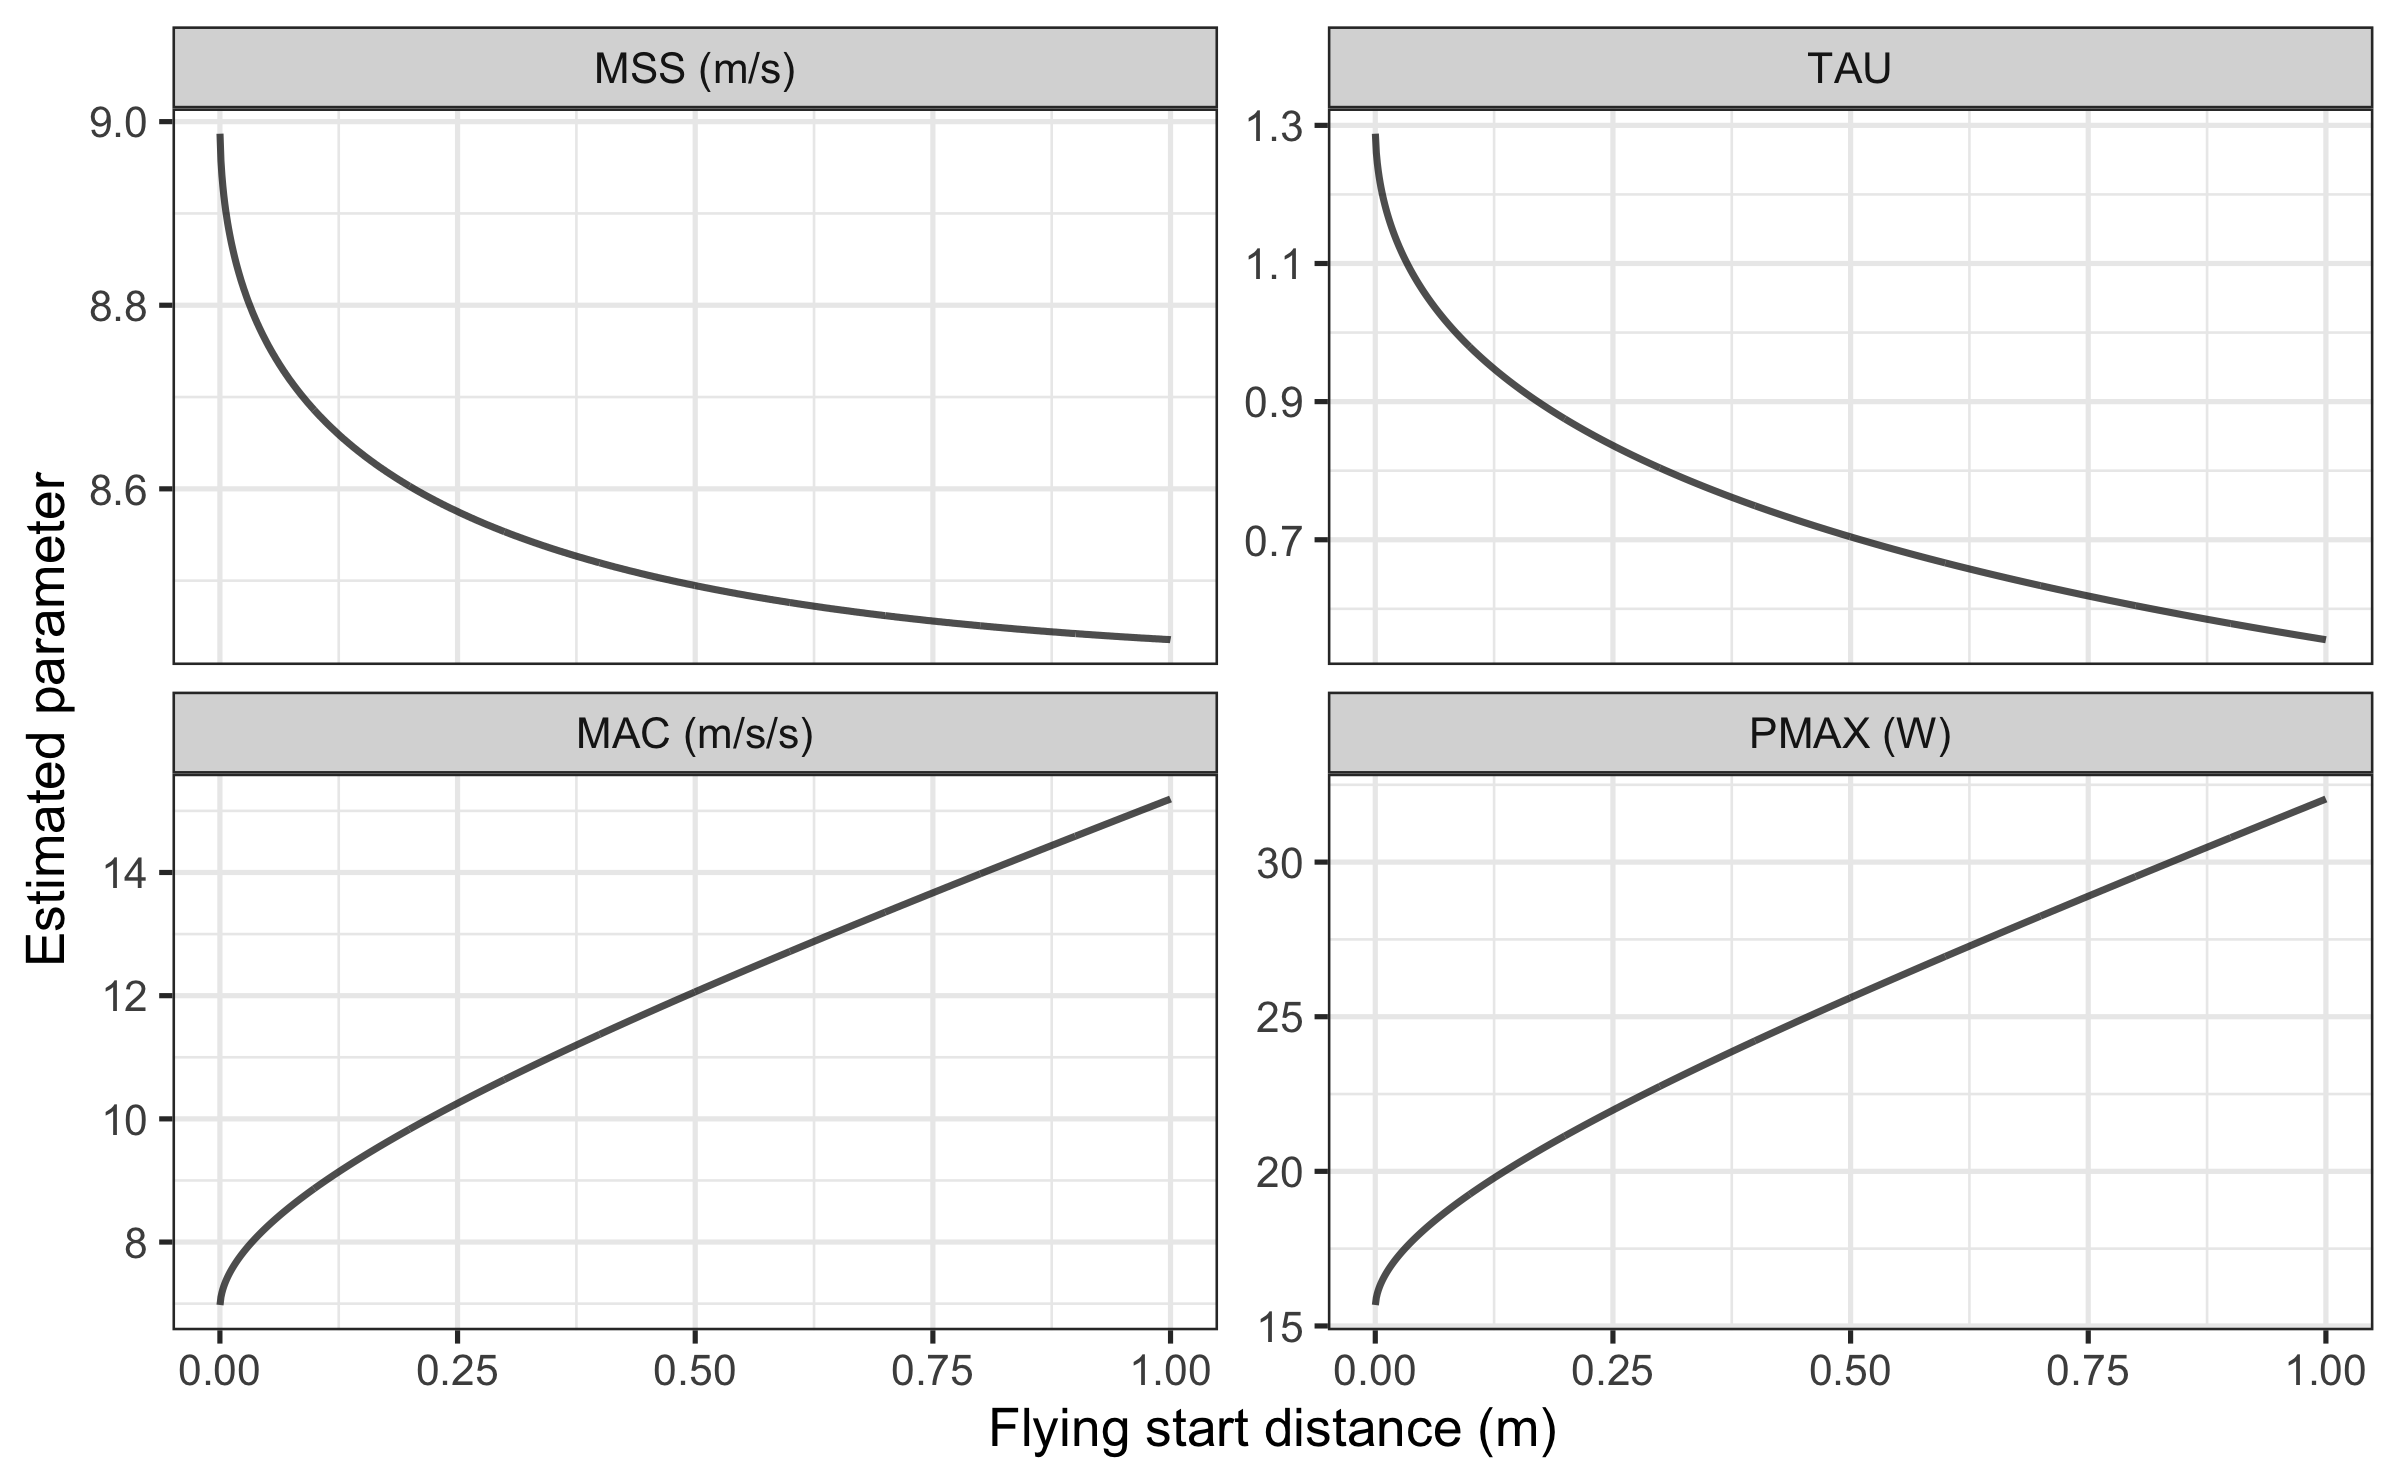 MSS (m/s)
TAU
9.0
8.8
8.6
1.3
1.1
0.9
0.7
Estimated parameter
MAC (m/s/s)
PMAX (W)
14
12
10
8
30
25
20
15
0.00 0.25 0.50 0.75 1.00
0.00 0.25 0.50 0.75 1.00
Flying start distance (m)